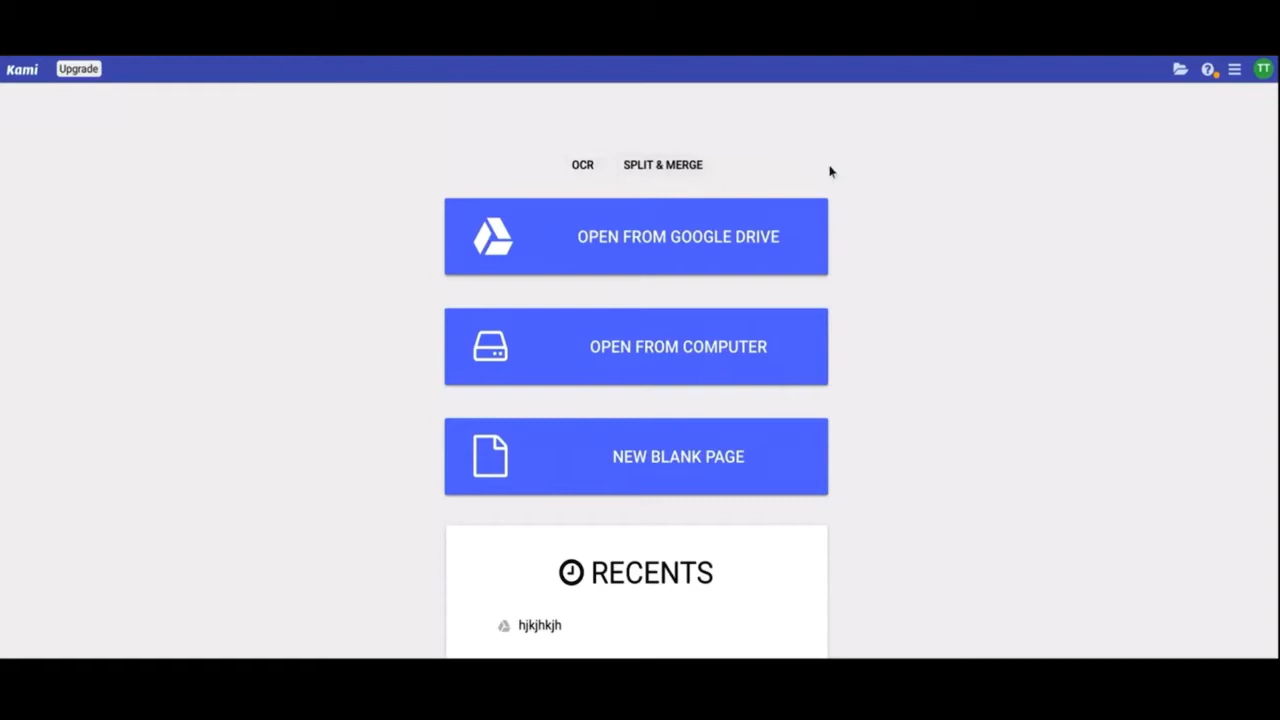 Kami Upgrade TT
OCR SPLIT & MERGE
OPEN FROM GOOGLE DRIVE
OPEN FROM COMPUTER
NEW BLANK PAGE
RECENTS
hjkjhkjh